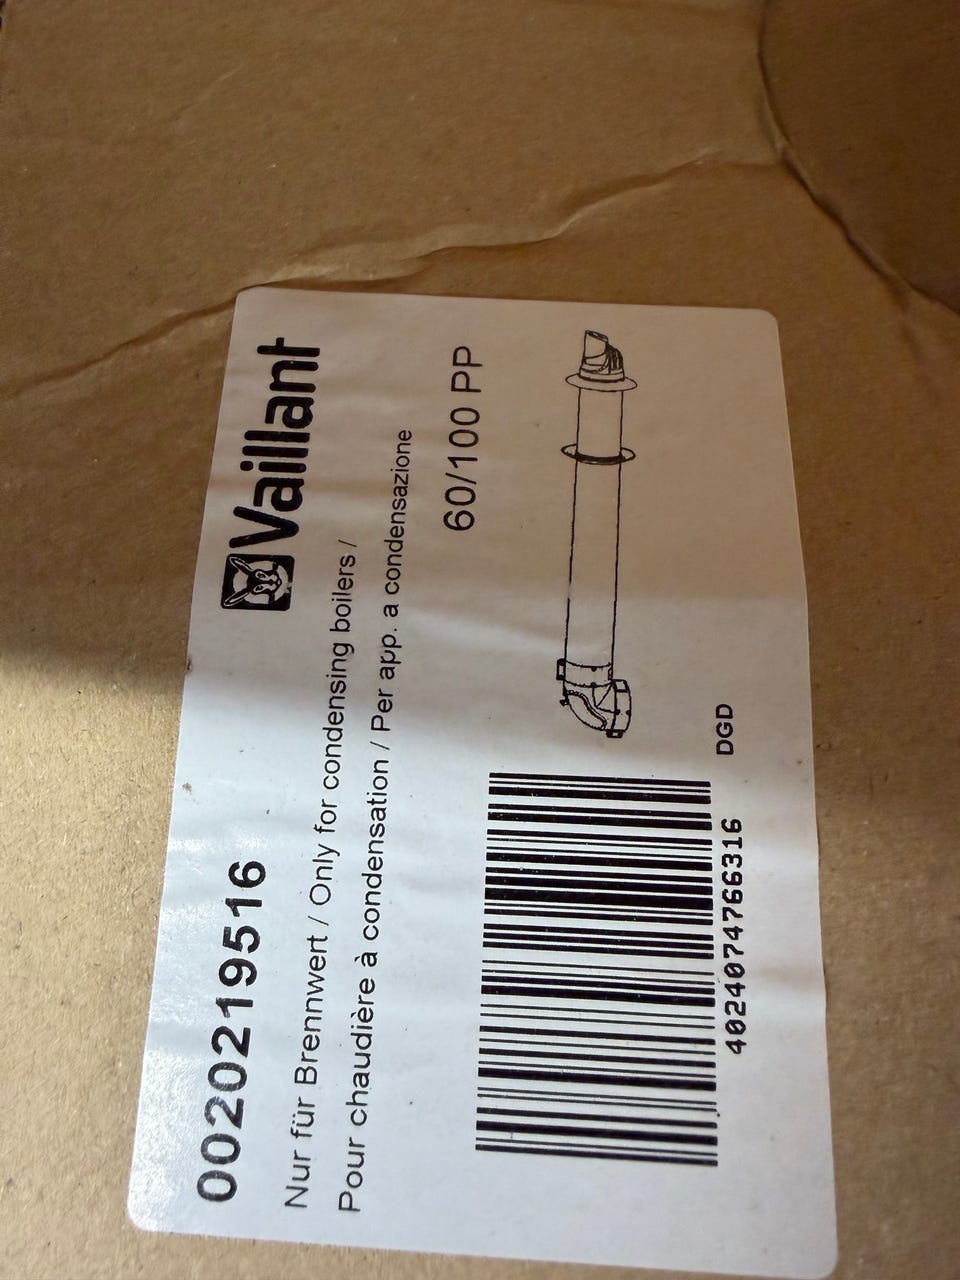 0020219516 Vaillant
Nur für Brennwert / Only for condensing boilers /
Pour chaudière à condensation / Per app. a condensazione
60/100 PP
4024074766316
DGD